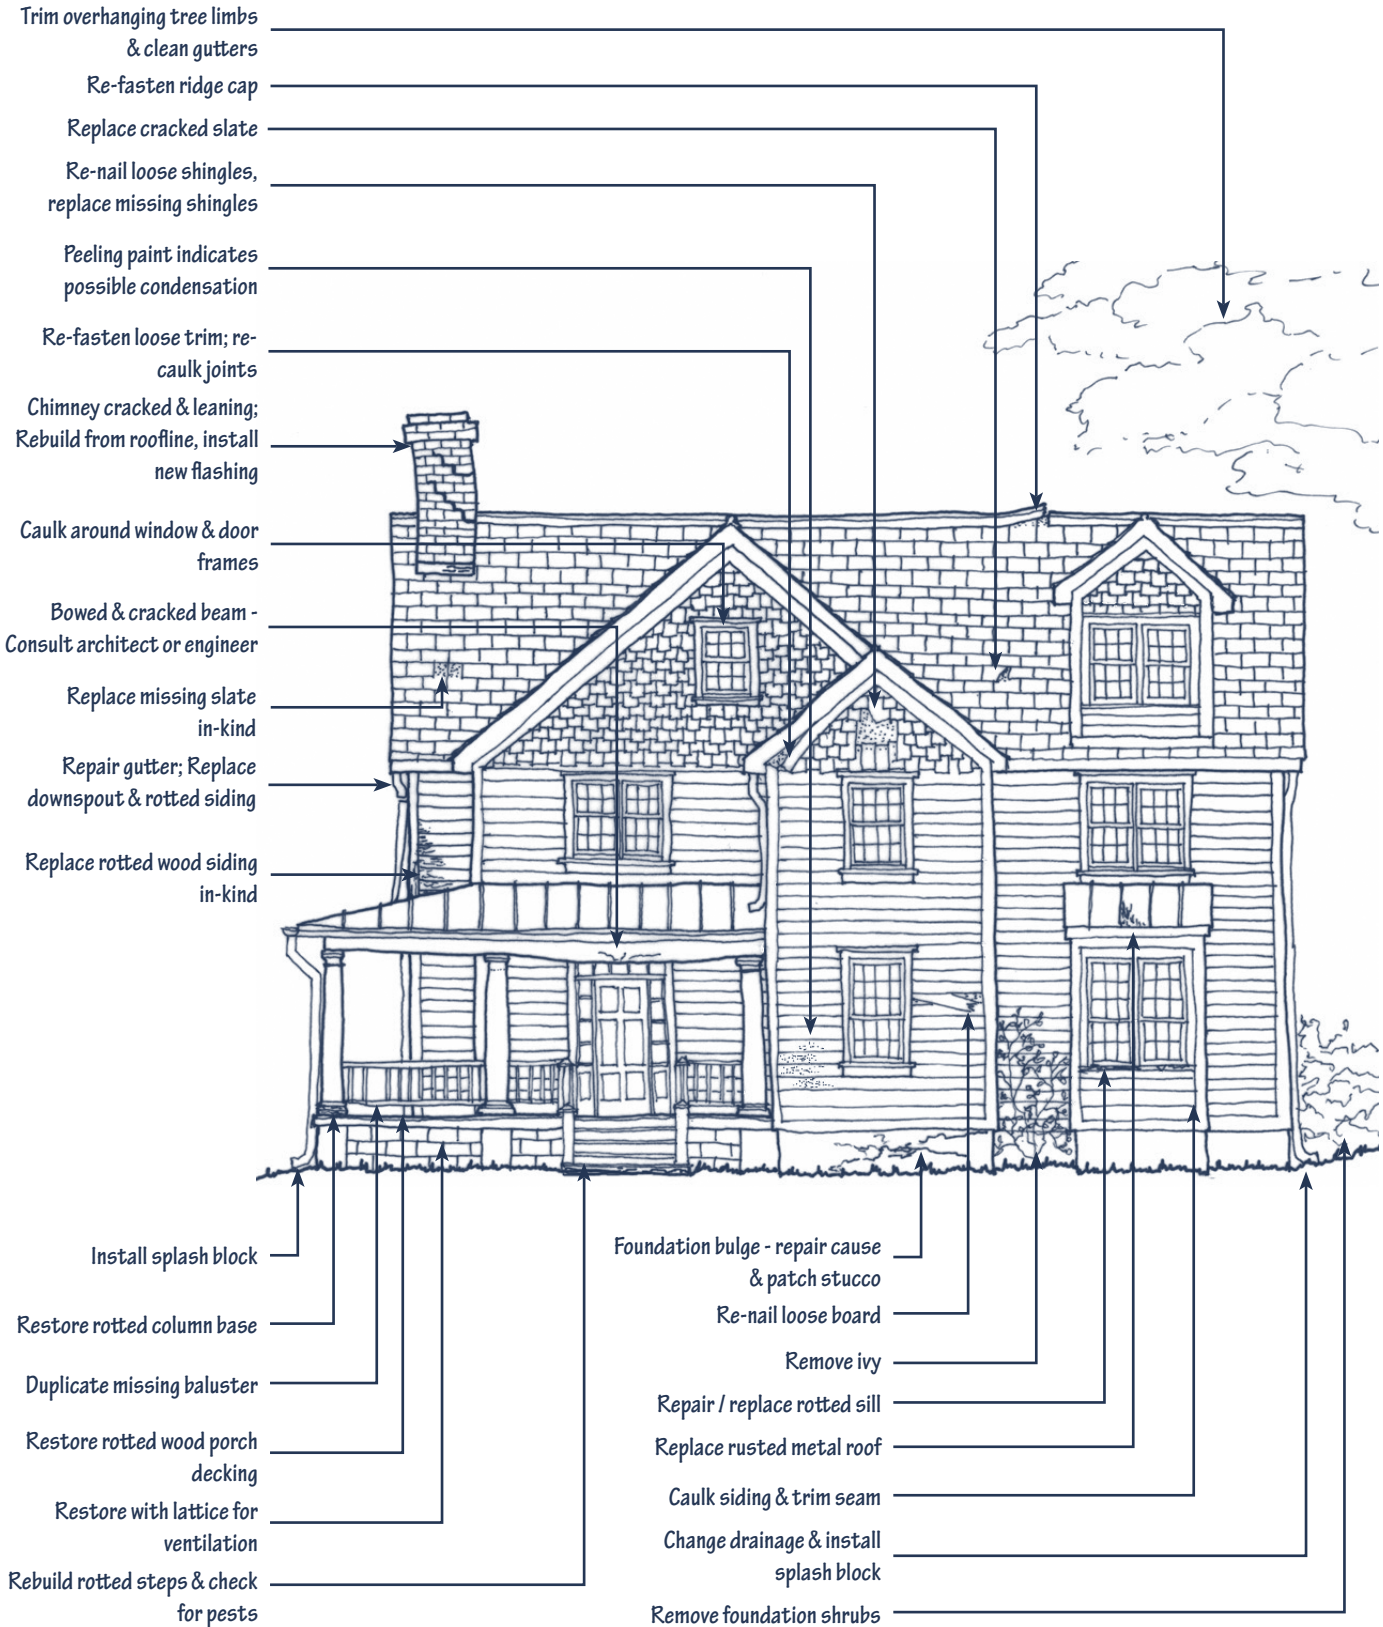 Trim overhanging tree limbs
& clean gutters
Re-fasten ridge cap
Replace cracked slate
Re-nail loose shingles,
replace missing shingles
Peeling paint indicates
possible condensation
Re-fasten loose trim; re-
caulk joints
Chimney cracked & leaning;
Rebuild from roofline, install
new flashing
Caulk around window & door
frames
Bowed & cracked beam -
Consult architect or engineer
Replace missing slate
in-kind
Repair gutter; Replace
downspout & rotted siding
Replace rotted wood siding
in-kind
Install splash block
Restore rotted column base
Duplicate missing baluster
Restore rotted wood porch
decking
Restore with lattice for
ventilation
Rebuild rotted steps & check
for pests
Foundation bulge - repair cause
& patch stucco
Re-nail loose board
Remove ivy
Repair / replace rotted sill
Replace rusted metal roof
Caulk siding & trim seam
Change drainage & install
splash block
Remove foundation shrubs